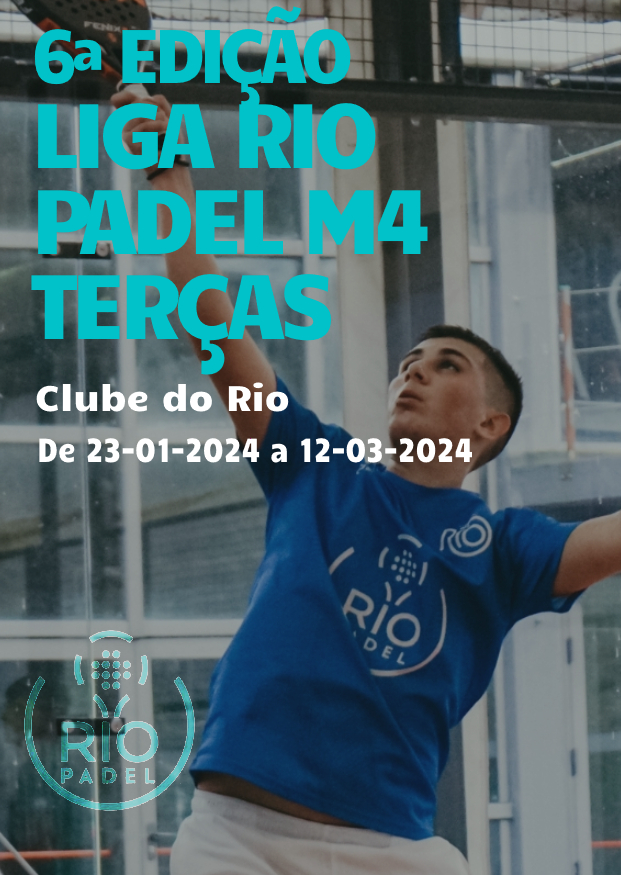 6ª EDIÇÃO
LIGA RIO
PADEL M4
TERÇAS
Clube do Rio
De 23-01-2024 a 12-03-2024
RIO
RIO
PADEL
RIO
PADEL